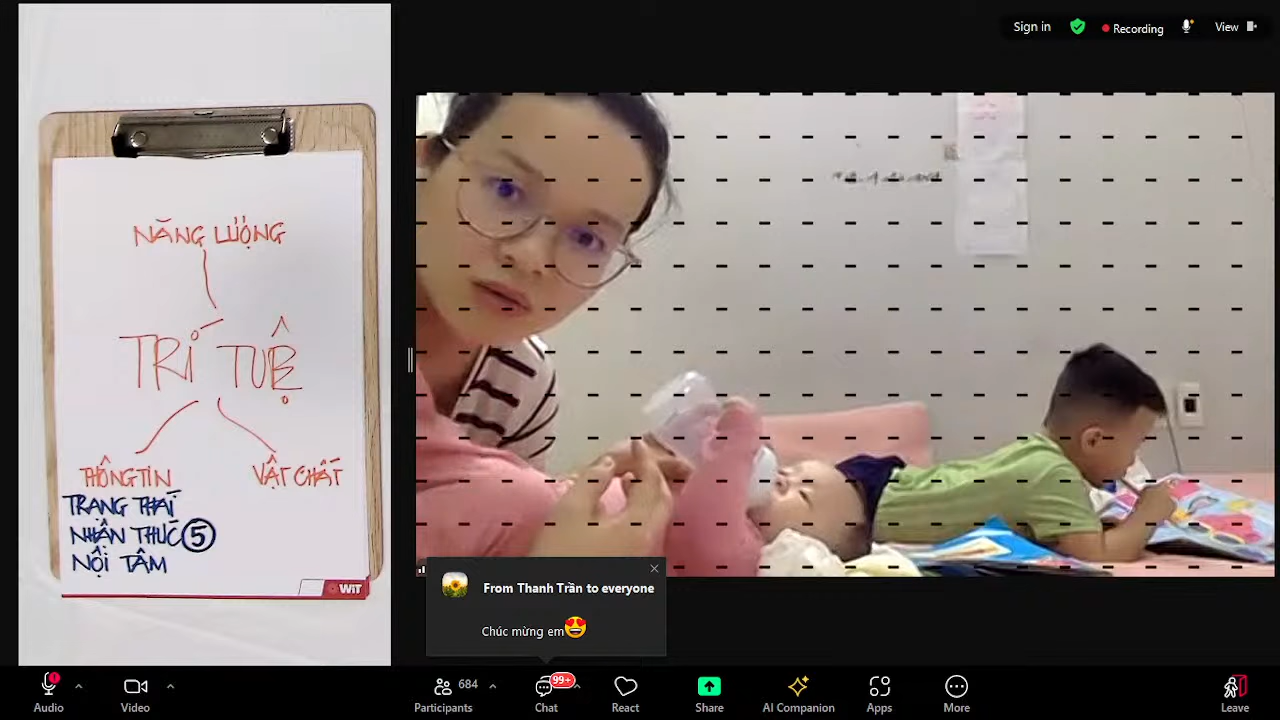 Sign in
Recording
View
NĂNG LƯỢNG
TRÍ TUỆ
THÔNG TIN
VẬT CHẤT
TRẠNG THÁI
NHẬN THỨC 5
NỘI TÂM
WiT
From Thanh Trần to everyone
Chúc mừng em😍
Audio
Video
Participants
684
Chat
99+
React
Share
AI Companion
Apps
More
Leave